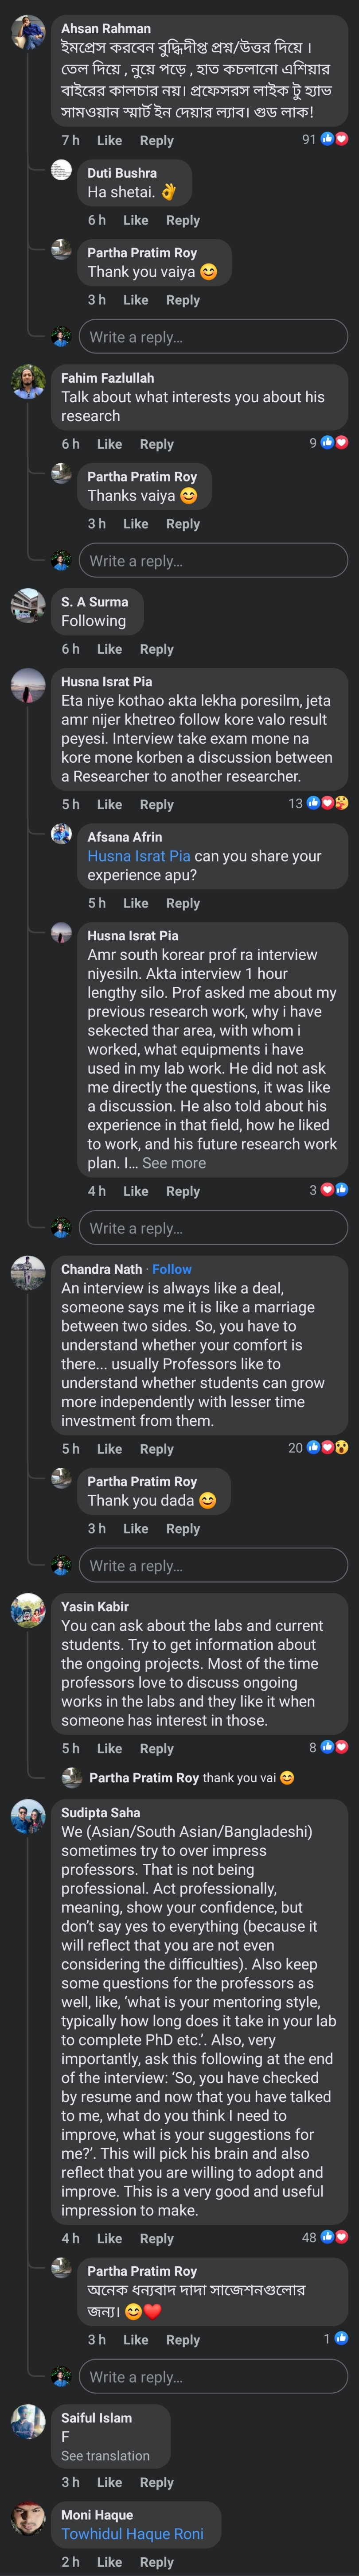 Ahsan Rahman
ইমপ্রেস করবেন বুদ্ধিদীপ্ত প্রশ্ন/উত্তর দিয়ে ।
তেল দিয়ে , নুয়ে পড়ে , হাত কচলানো এশিয়ার
বাইরের কালচার নয়। প্রফেসরস লাইক টু হ্যাভ
সামওয়ান স্মার্ট ইন দেয়ার ল্যাব। গুড লাক!
7 h Like Reply 91
Duti Bushra
Ha shetai. 👌
6 h Like Reply
Partha Pratim Roy
Thank you vaiya 😊
3 h Like Reply
Write a reply...
Fahim Fazlullah
Talk about what interests you about his
research
6 h Like Reply 9
Partha Pratim Roy
Thanks vaiya 😊
3 h Like Reply
Write a reply...
S. A Surma
Following
6 h Like Reply
Husna Israt Pia
Eta niye kothao akta lekha poresilm, jeta
amr nijer khetreo follow kore valo result
peyesi. Interview take exam mone na
kore mone korben a discussion between
a Researcher to another researcher.
5 h Like Reply 13
Afsana Afrin
Husna Israt Pia can you share your
experience apu?
5 h Like Reply
Husna Israt Pia
Amr south korear prof ra interview
niyesiln. Akta interview 1 hour
lengthy silo. Prof asked me about my
previous research work, why i have
sekected thar area, with whom i
worked, what equipments i have
used in my lab work. He did not ask
me directly the questions, it was like
a discussion. He also told about his
experience in that field, how he liked
to work, and his future research work
plan. I... See more
4 h Like Reply 3
Write a reply...
Chandra Nath · Follow
An interview is always like a deal,
someone says me it is like a marriage
between two sides. So, you have to
understand whether your comfort is
there... usually Professors like to
understand whether students can grow
more independently with lesser time
investment from them.
5 h Like Reply 20
Partha Pratim Roy
Thank you dada 😊
3 h Like Reply
Write a reply...
Yasin Kabir
You can ask about the labs and current
students. Try to get information about
the ongoing projects. Most of the time
professors love to discuss ongoing
works in the labs and they like it when
someone has interest in those.
5 h Like Reply 8
Partha Pratim Roy thank you vai 😊
Sudipta Saha
We (Asian/South Asian/Bangladeshi)
sometimes try to over impress
professors. That is not being
professional. Act professionally,
meaning, show your confidence, but
don't say yes to everything (because it
will reflect that you are not even
considering the difficulties). Also keep
some questions for the professors as
well, like, 'what is your mentoring style,
typically how long does it take in your lab
to complete PhD etc.'. Also, very
importantly, ask this following at the end
of the interview: 'So, you have checked
by resume and now that you have talked
to me, what do you think I need to
improve, what is your suggestions for
me?'. This will pick his brain and also
reflect that you are willing to adopt and
improve. This is a very good and useful
impression to make.
4 h Like Reply 48
Partha Pratim Roy
অনেক ধন্যবাদ দাদা সাজেশনগুলোর
জন্য। 😊❤️
3 h Like Reply 1
Write a reply...
Saiful Islam
F
See translation
3 h Like Reply
Moni Haque
Towhidul Haque Roni
2 h Like Reply